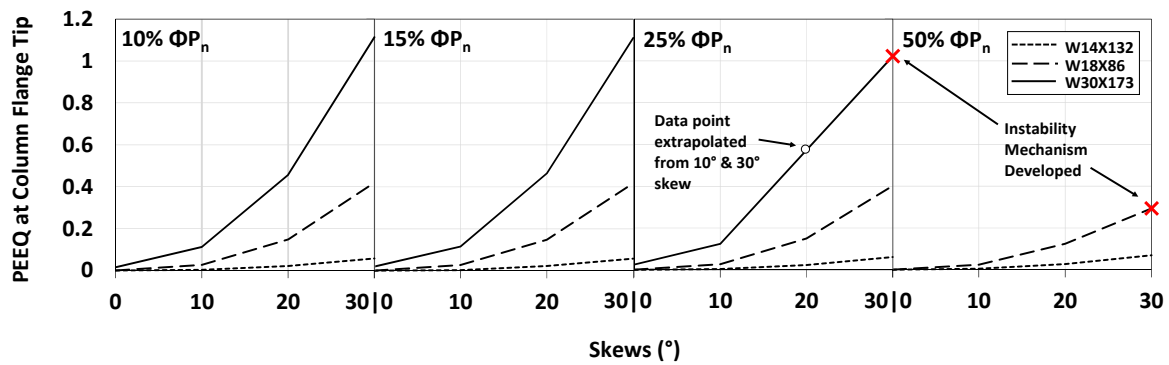 PEEQ at Column Flange Tip
1.2
1
0.8
0.6
0.4
0.2
0
10% ΦPₙ
15% ΦPₙ
25% ΦPₙ
50% ΦPₙ
W14X132
W18X86
W30X173
Data point
extrapolated
from 10° & 30°
skew
Instability
Mechanism
Developed
0 10 20 30|0 10 20 30|0 10 20 30|0 10 20 30
Skews (°)